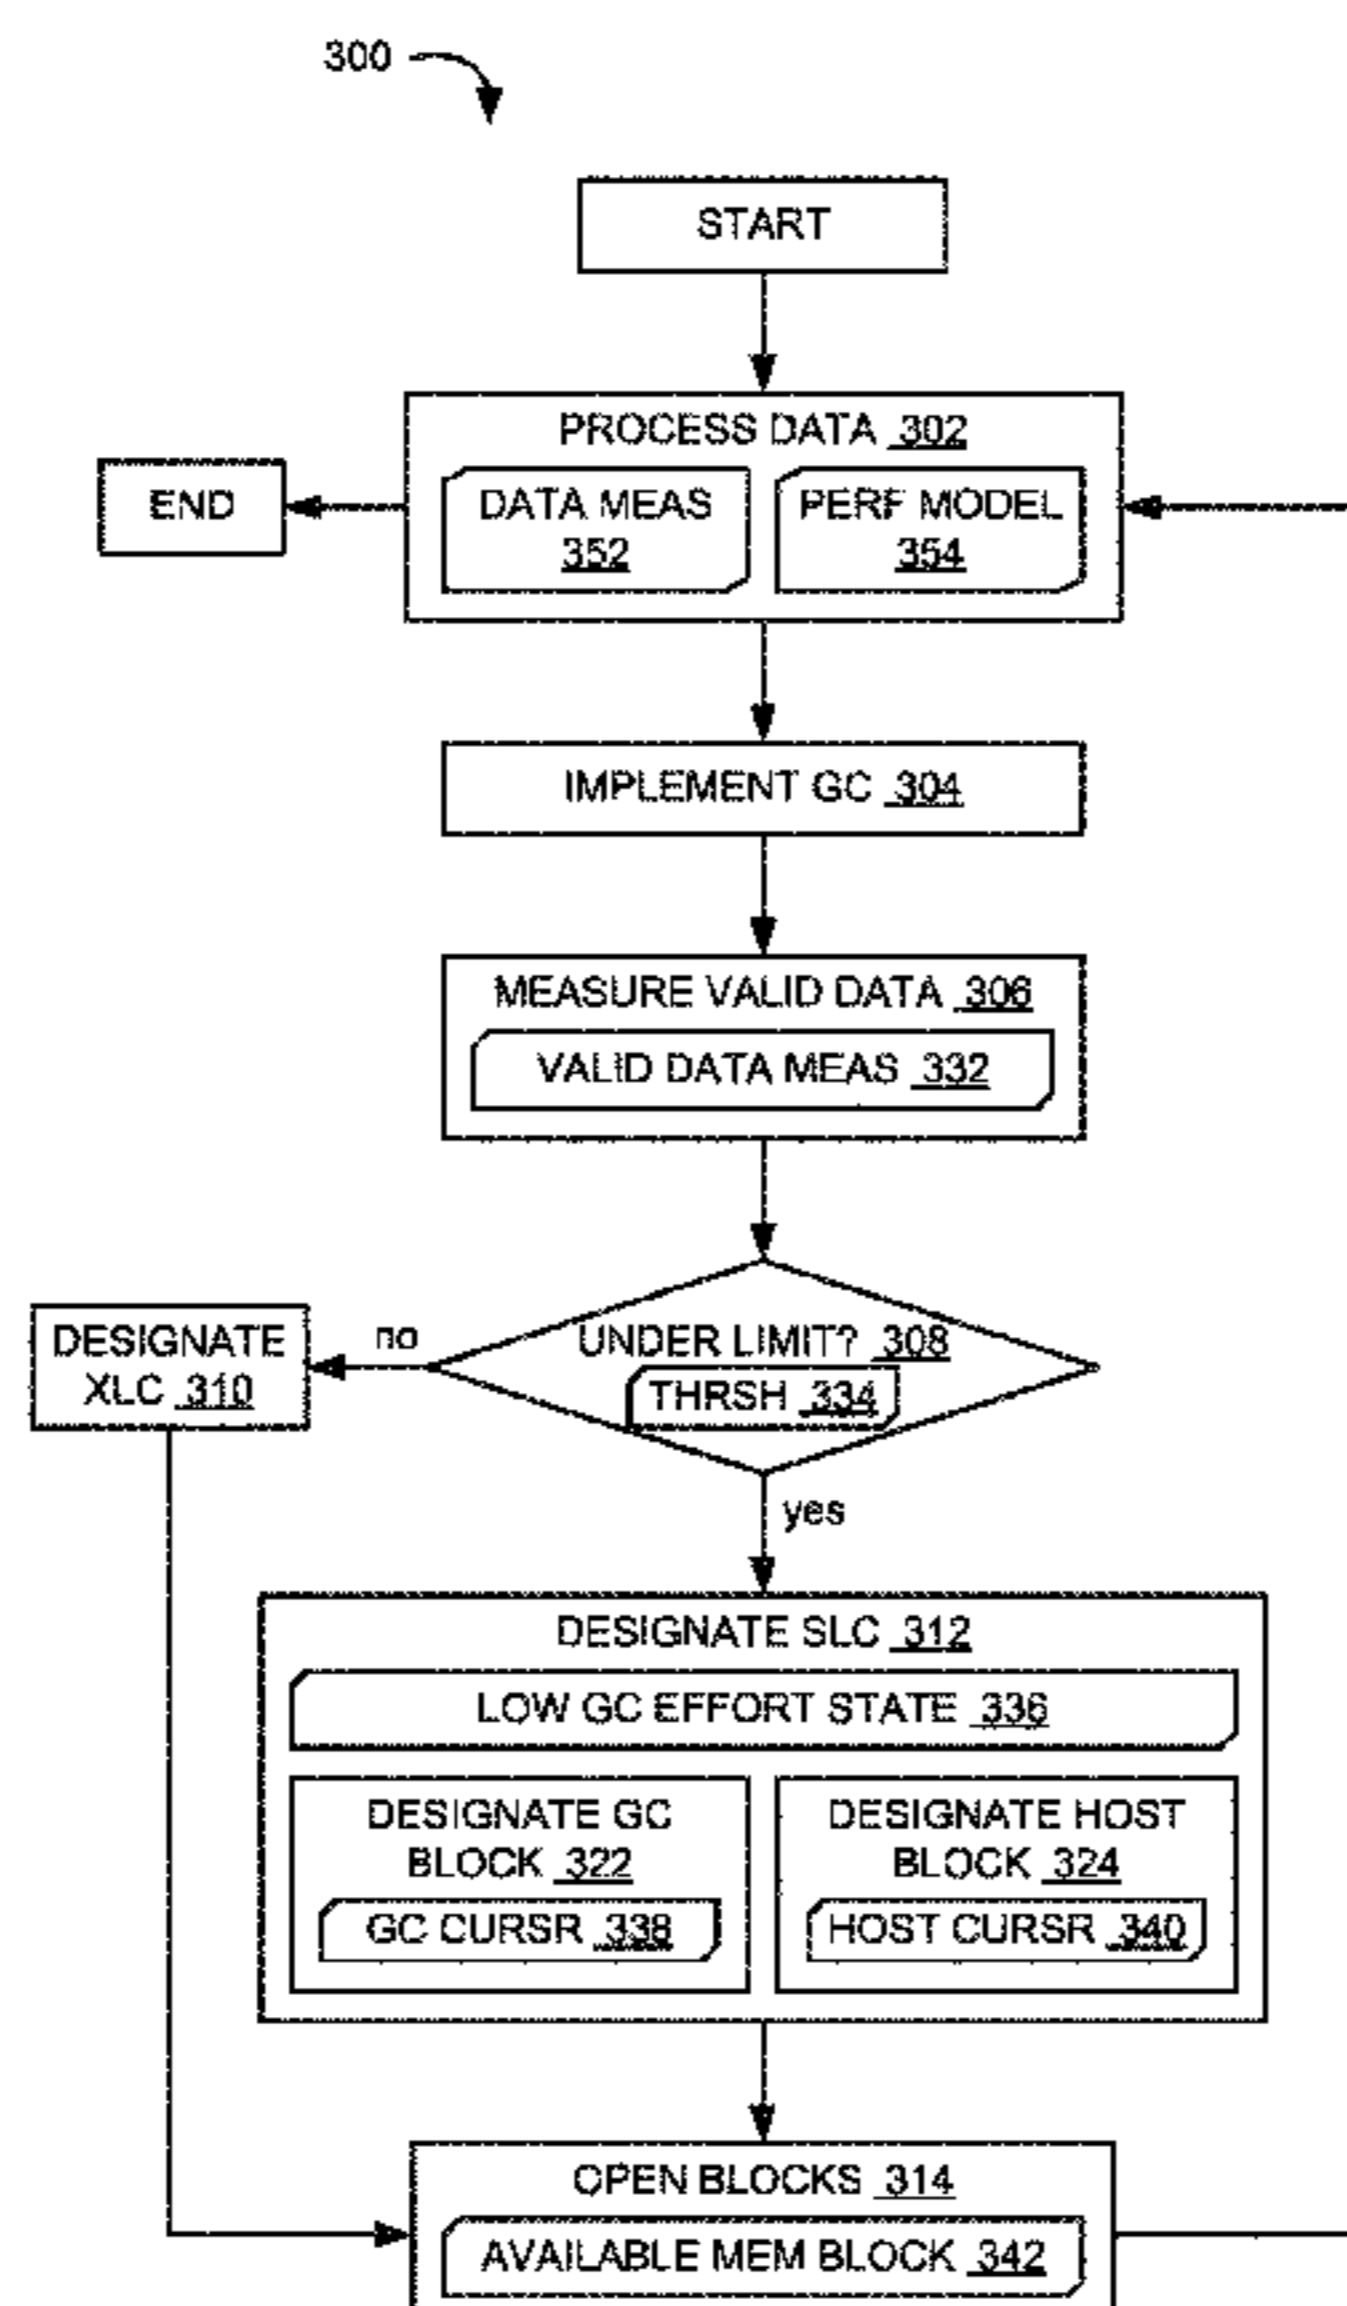 300
START
PROCESS DATA 302
DATA MEAS
352
PERF MODEL
354
END
IMPLEMENT GC 304
MEASURE VALID DATA 306
VALID DATA MEAS 332
UNDER LIMIT? 308
THRSH 334
no
DESIGNATE
XLC 310
yes
DESIGNATE SLC 312
LOW GC EFFORT STATE 336
DESIGNATE GC
BLOCK 322
GC CURSR 338
DESIGNATE HOST
BLOCK 324
HOST CURSR 340
OPEN BLOCKS 314
AVAILABLE MEM BLOCK 342